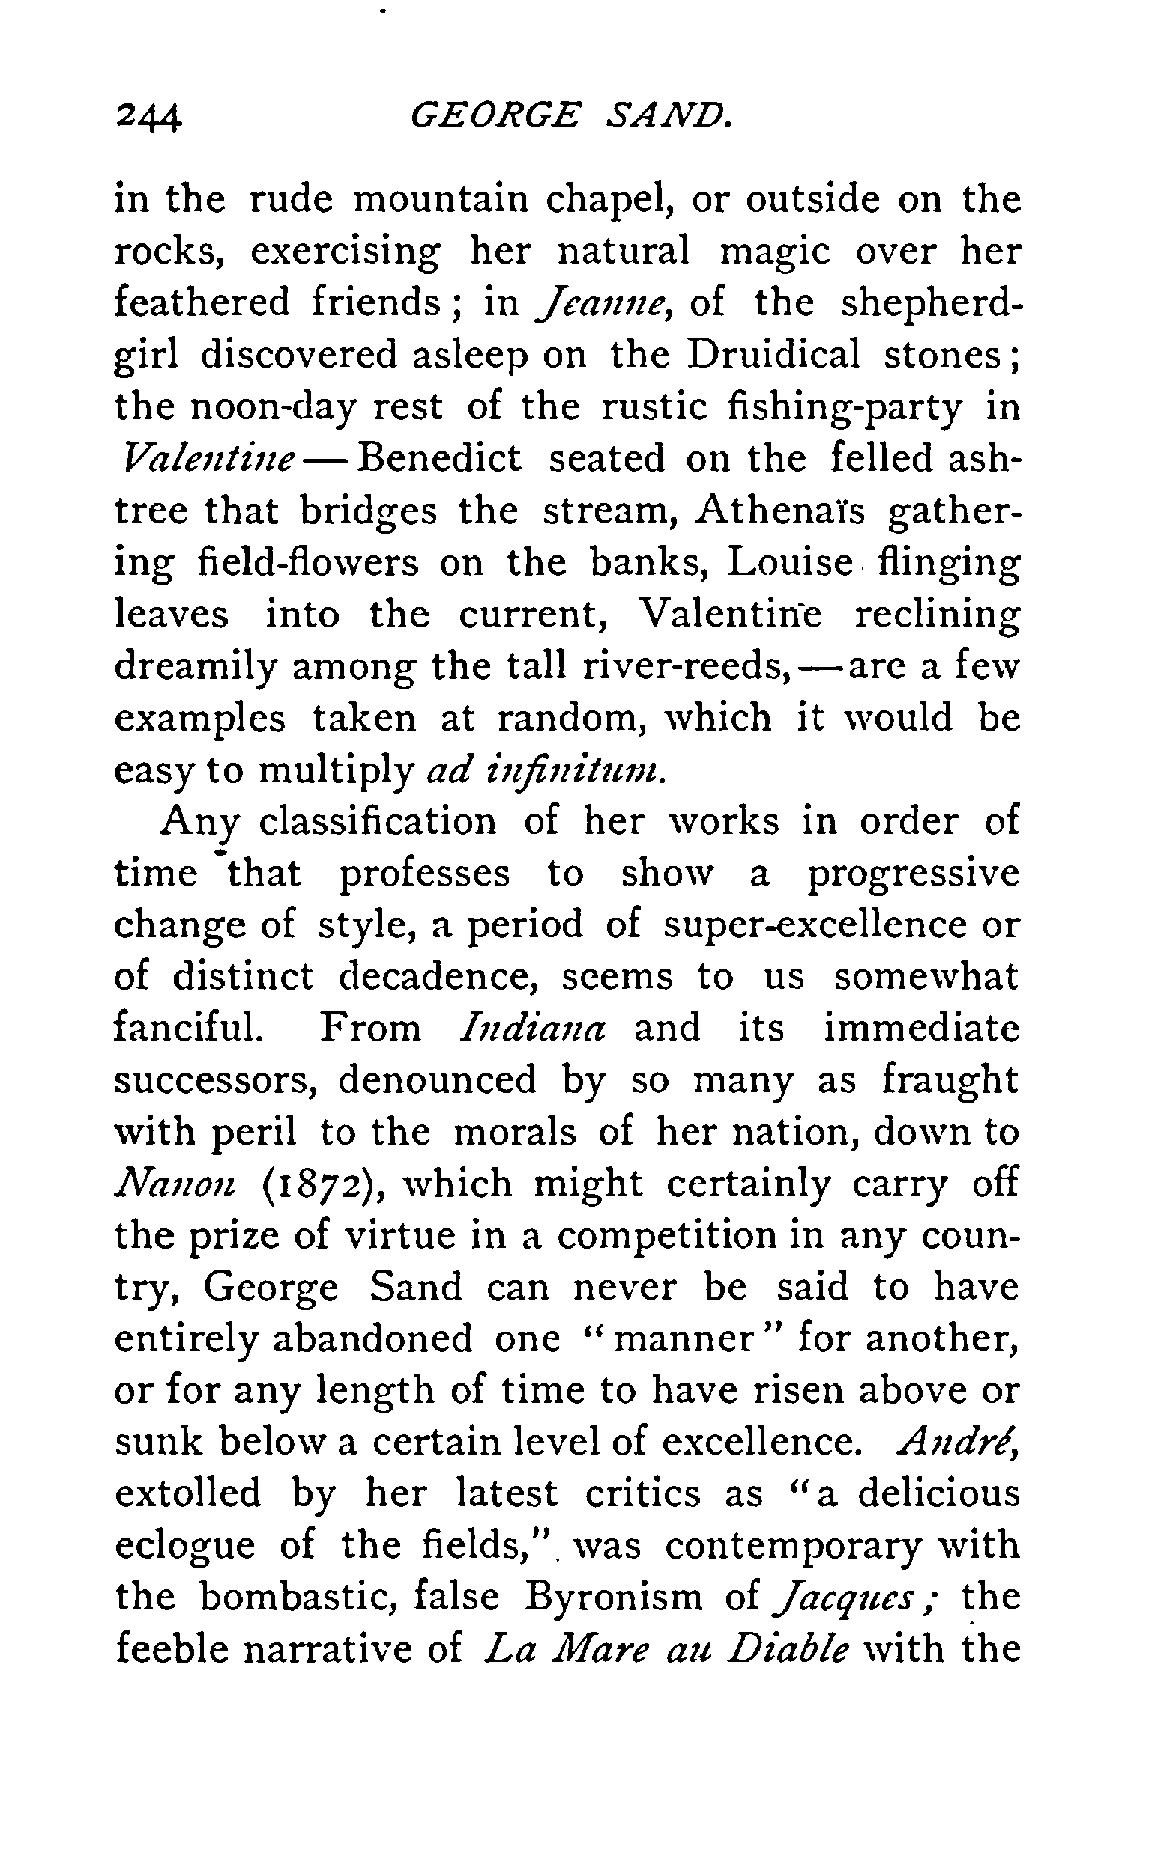 244 GEORGE SAND.
in the rude mountain chapel, or outside on the
rocks, exercising her natural magic over her
feathered friends ; in Jeanne, of the shepherd-
girl discovered asleep on the Druidical stones ;
the noon-day rest of the rustic fishing-party in
Valentine — Benedict seated on the felled ash-
tree that bridges the stream, Athenaïs gather-
ing field-flowers on the banks, Louise flinging
leaves into the current, Valentine reclining
dreamily among the tall river-reeds,—are a few
examples taken at random, which it would be
easy to multiply ad infinitum.
Any classification of her works in order of
time that professes to show a progressive
change of style, a period of super-excellence or
of distinct decadence, seems to us somewhat
fanciful. From Indiana and its immediate
successors, denounced by so many as fraught
with peril to the morals of her nation, down to
Nanon (1872), which might certainly carry off
the prize of virtue in a competition in any coun-
try, George Sand can never be said to have
entirely abandoned one “ manner ” for another,
or for any length of time to have risen above or
sunk below a certain level of excellence. André,
extolled by her latest critics as “a delicious
eclogue of the fields,” was contemporary with
the bombastic, false Byronism of Jacques ; the
feeble narrative of La Mare au Diable with the